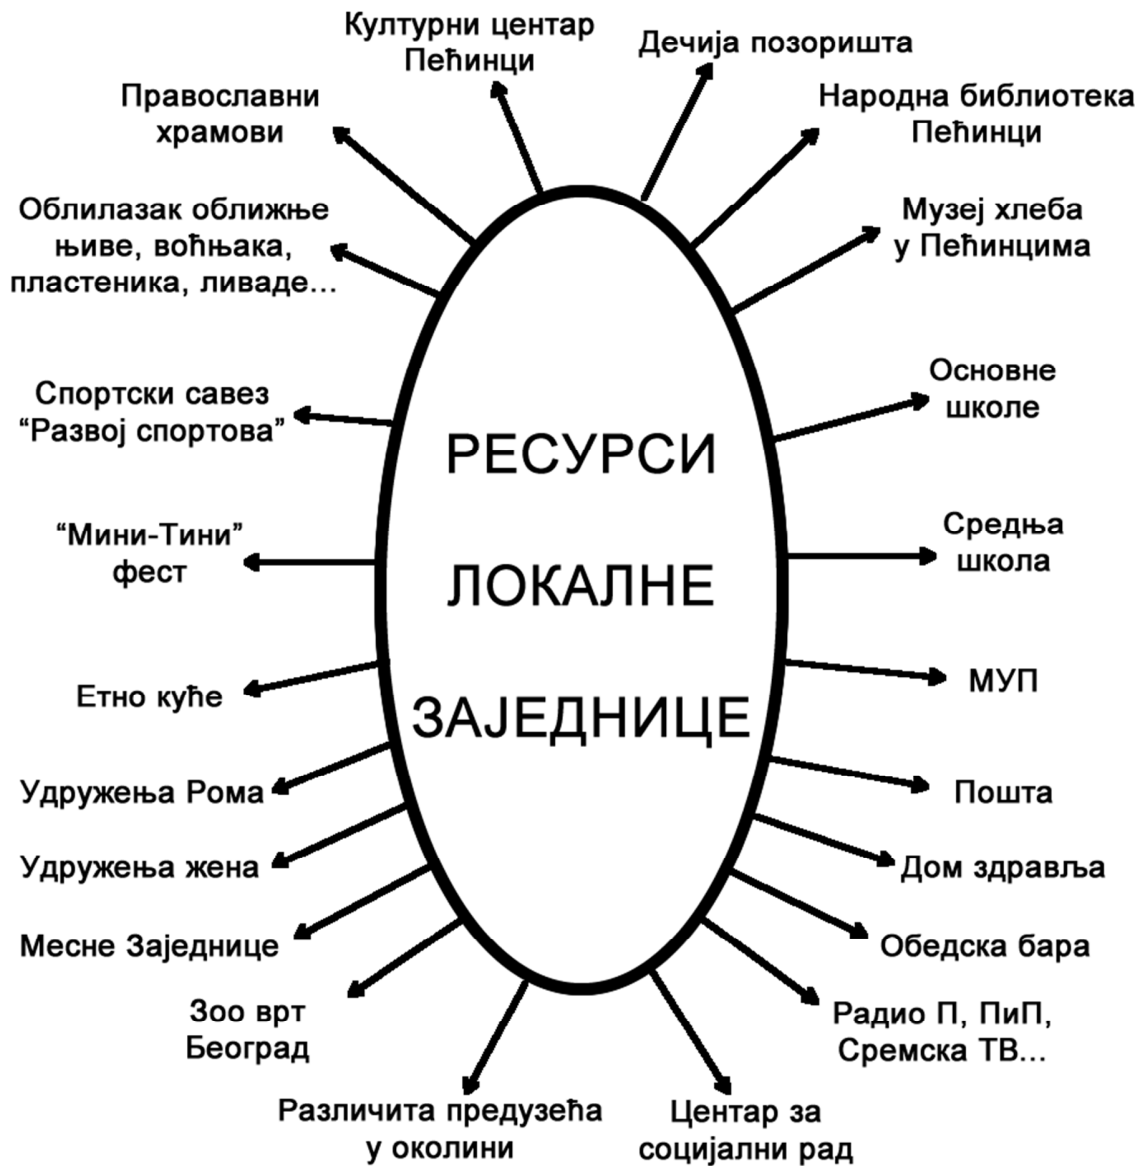 Културни центар
Пећинци
Дечија позоришта
Народна библиотека
Пећинци
Музеј хлеба
у Пећинцима
Основне
школе
Средња
школа
МУП
Пошта
Дом здравља
Обедска бара
Радио П, ПиП,
Сремска ТВ...
Центар за
социјални рад
Различита предузећа
у околини
Зоо врт
Београд
Месне Заједнице
Удружења жена
Удружења Рома
Етно куће
“Мини-Тини”
фест
Спортски савез
“Развој спортова”
Облилазак оближње
њиве, воћњака,
пластеника, ливаде...
Православни
храмови
РЕСУРСИ
ЛОКАЛНЕ
ЗАЈЕДНИЦЕ